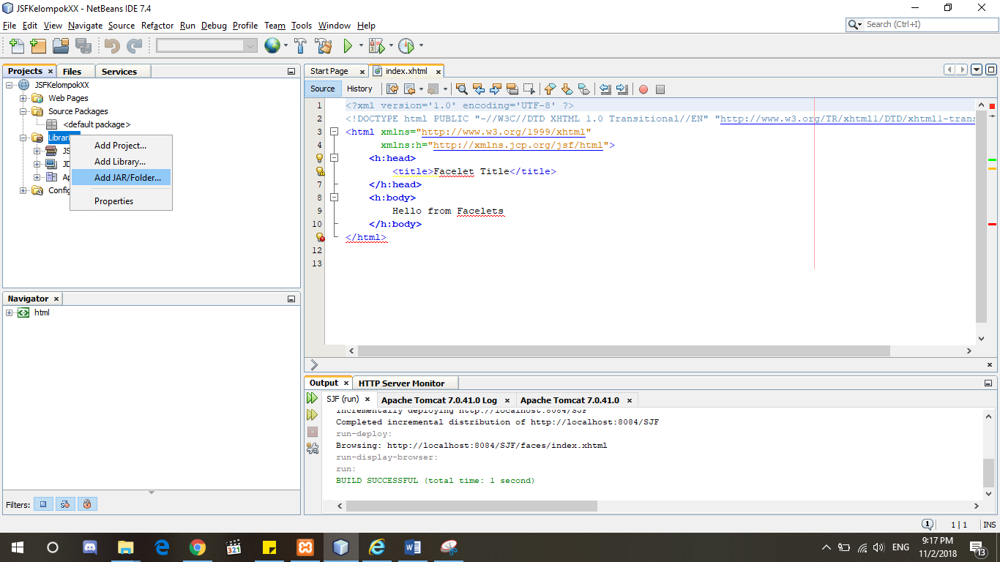 JSFKelompokXX - NetBeans IDE 7.4
File Edit View Navigate Source Refactor Run Debug Profile Team Tools Window Help
Search (Ctrl+I)
Projects × Files Services
JSFKelompokXX
Web Pages
Source Packages
<default package>
Librari
JS
JD
Ap
Config
Add Project...
Add Library...
Add JAR/Folder...
Properties
Navigator ×
html
Filters:
Start Page × index.xhtml ×
Source History
1 <?xml version='1.0' encoding='UTF-8' ?>
2 <!DOCTYPE html PUBLIC "-//W3C//DTD XHTML 1.0 Transitional//EN" "http://www.w3.org/TR/xhtml1/DTD/xhtml1-trans
3 <html xmlns="http://www.w3.org/1999/xhtml"
4 xmlns:h="http://xmlns.jcp.org/jsf/html">
<h:head>
<title>Facelet Title</title>
7 </h:head>
8 <h:body>
9 Hello from Facelets
10 </h:body>
</html>
12
13
Output × HTTP Server Monitor
SJF (run) × Apache Tomcat 7.0.41.0 Log × Apache Tomcat 7.0.41.0 ×
Incrementally deploying http://localhost:8084/SJF
Completed incremental distribution of http://localhost:8084/SJF
run-deploy:
Browsing: http://localhost:8084/SJF/faces/index.xhtml
run-display-browser:
run:
BUILD SUCCESSFUL (total time: 1 second)
1 1 | 1 INS
321
ENG
9:17 PM
11/2/2018
13